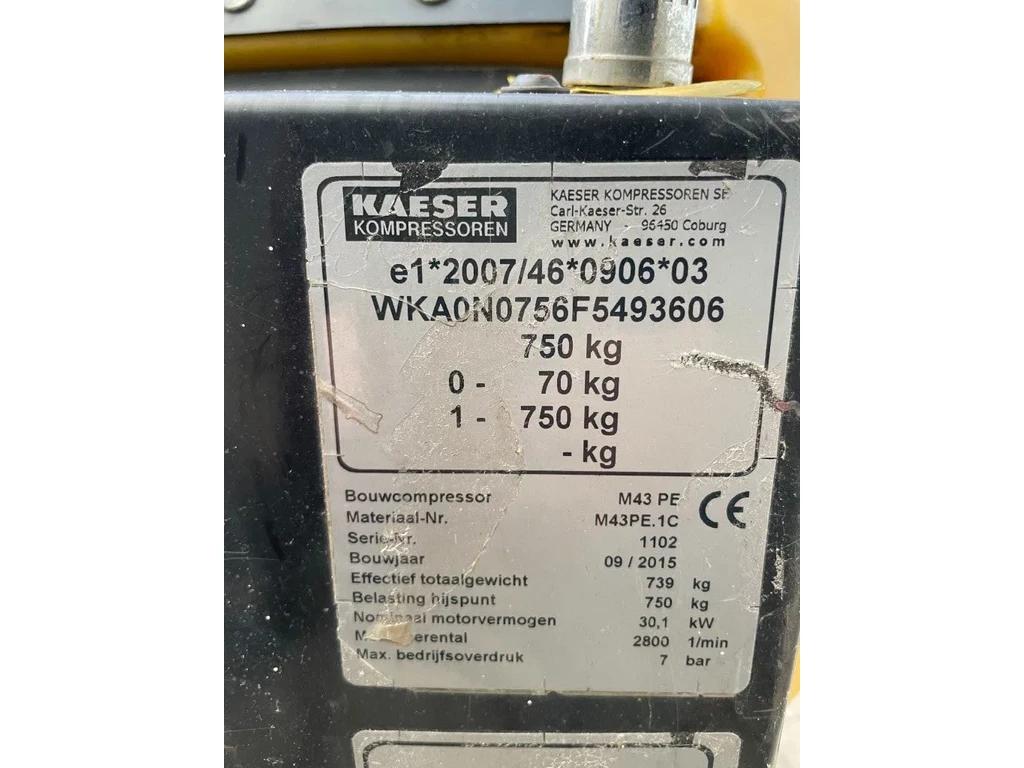 KAESER
KOMPRESSOREN
KAESER KOMPRESSOREN SE
Carl-Kaeser-Str. 26
GERMANY - 96450 Coburg
www.kaeser.com
e1*2007/46*0906*03
WKA0N0756F5493606
750 kg
0 - 70 kg
1 - 750 kg
- kg
Bouwcompressor M43 PE
Materiaal-Nr. M43PE.1C
Serie-Nr. 1102
Bouwjaar 09 / 2015
Effectief totaalgewicht 739 kg
Belasting hijspunt 750 kg
Nominaal motorvermogen 30,1 kW
2800 1/min
Max. bedrijfsoverdruk 7 bar
CE